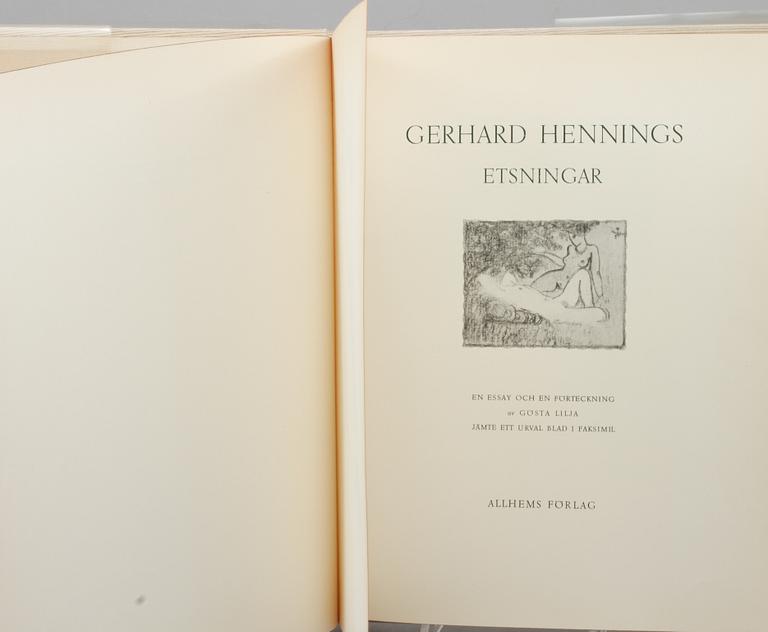 GERHARD HENNINGS
ETSNINGAR
EN ESSAY OCH EN FÖRTECKNING
av GÖSTA LILJA
JÄMTE ETT URVAL BLAD I FAKSIMIL
ALLHEMS FÖRLAG